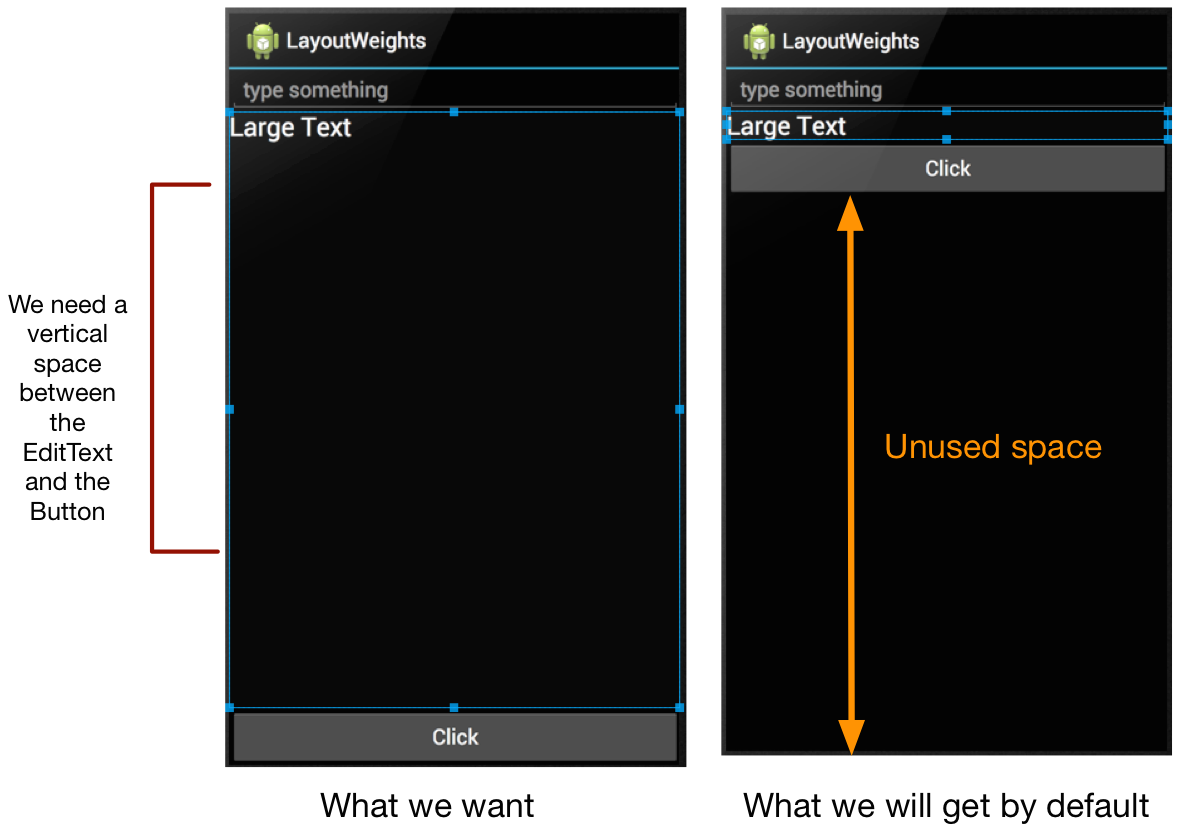 LayoutWeights
type something
Large Text
Click
We need a
vertical
space
between
the
EditText
and the
Button
What we want
LayoutWeights
type something
Large Text
Click
Unused space
What we will get by default